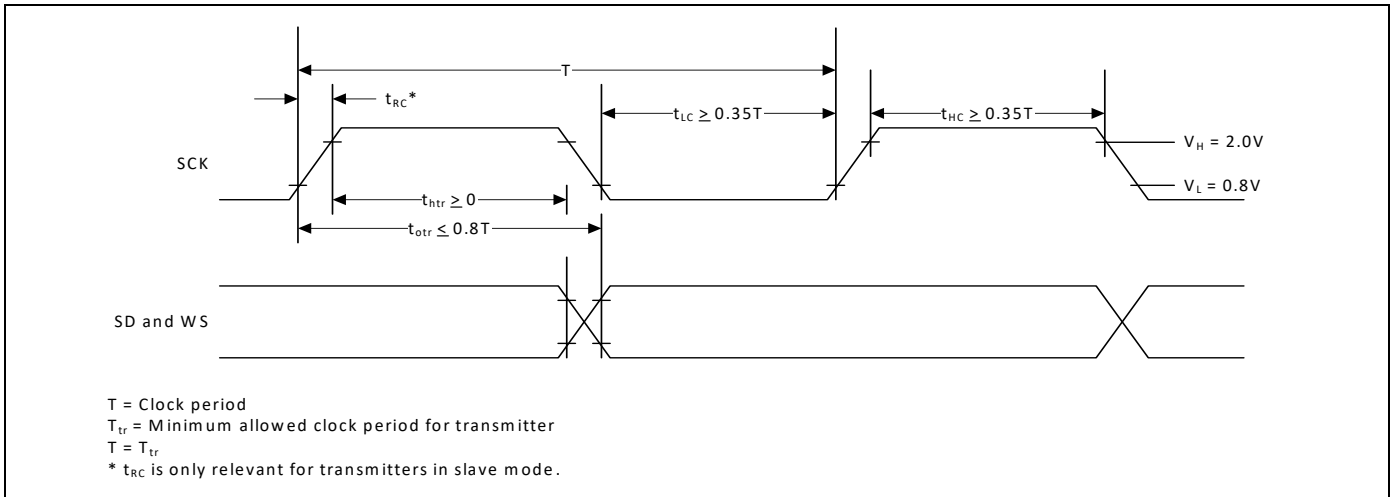 T
t_RC*
t_LC ≥ 0.35T
t_HC ≥ 0.35T
V_H = 2.0V
SCK
V_L = 0.8V
t_htr ≥ 0
t_otr ≤ 0.8T
SD and WS
T = Clock period
T_tr = Minimum allowed clock period for transmitter
T = T_tr
* t_RC is only relevant for transmitters in slave mode.